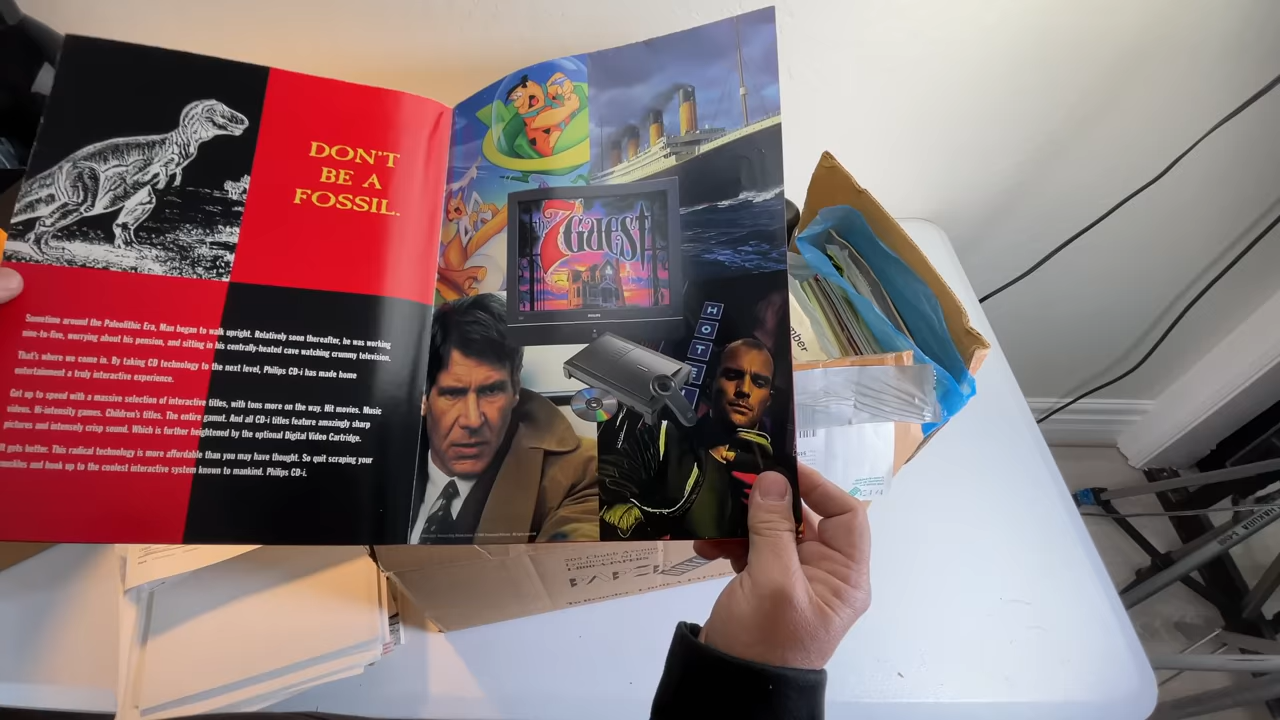 DON'T
BE A
FOSSIL.
Sometime around the Paleolithic Era, Man began to walk upright. Relatively soon thereafter, he was working
nine-to-five, worrying about his pension, and sitting in his centrally-heated cave watching crummy television.
That's where we come in. By taking CD technology to the next level, Philips CD-i has made home
entertainment a truly interactive experience.
Get up to speed with a massive selection of interactive titles, with tons more on the way. Hit movies. Music
videos. Hi-intensity games. Children's titles. The entire gamut. And all CD-i titles feature amazingly sharp
pictures and intensely crisp sound. Which is further heightened by the optional Digital Video Cartridge.
It gets better. This radical technology is more affordable than you may have thought. So quit scraping your
knuckles and hook up to the coolest interactive system known to mankind. Philips CD-i.
the 7th Guest
PHILIPS
HOTE
mber
HAKUBA